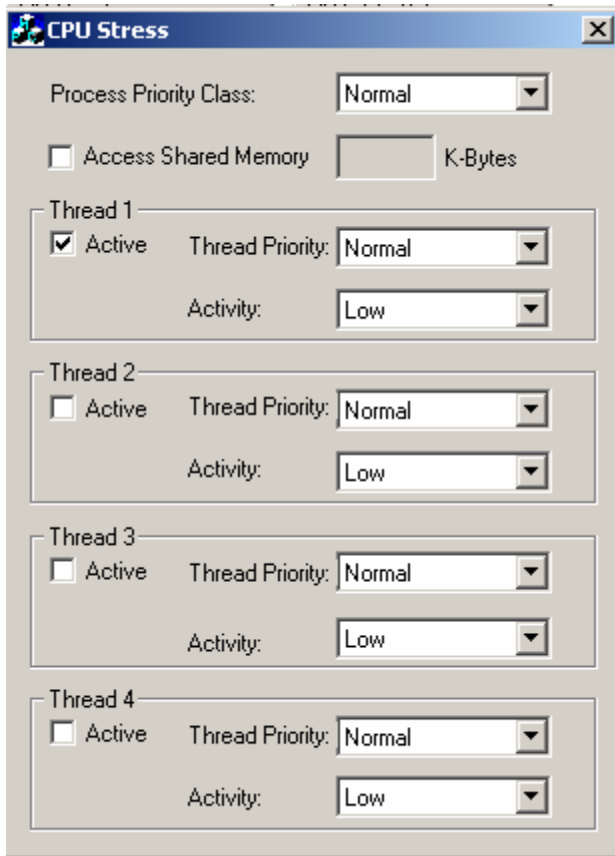 CPU Stress
Process Priority Class: Normal
Access Shared Memory K-Bytes
Thread 1
Active Thread Priority: Normal
Activity: Low
Thread 2
Active Thread Priority: Normal
Activity: Low
Thread 3
Active Thread Priority: Normal
Activity: Low
Thread 4
Active Thread Priority: Normal
Activity: Low